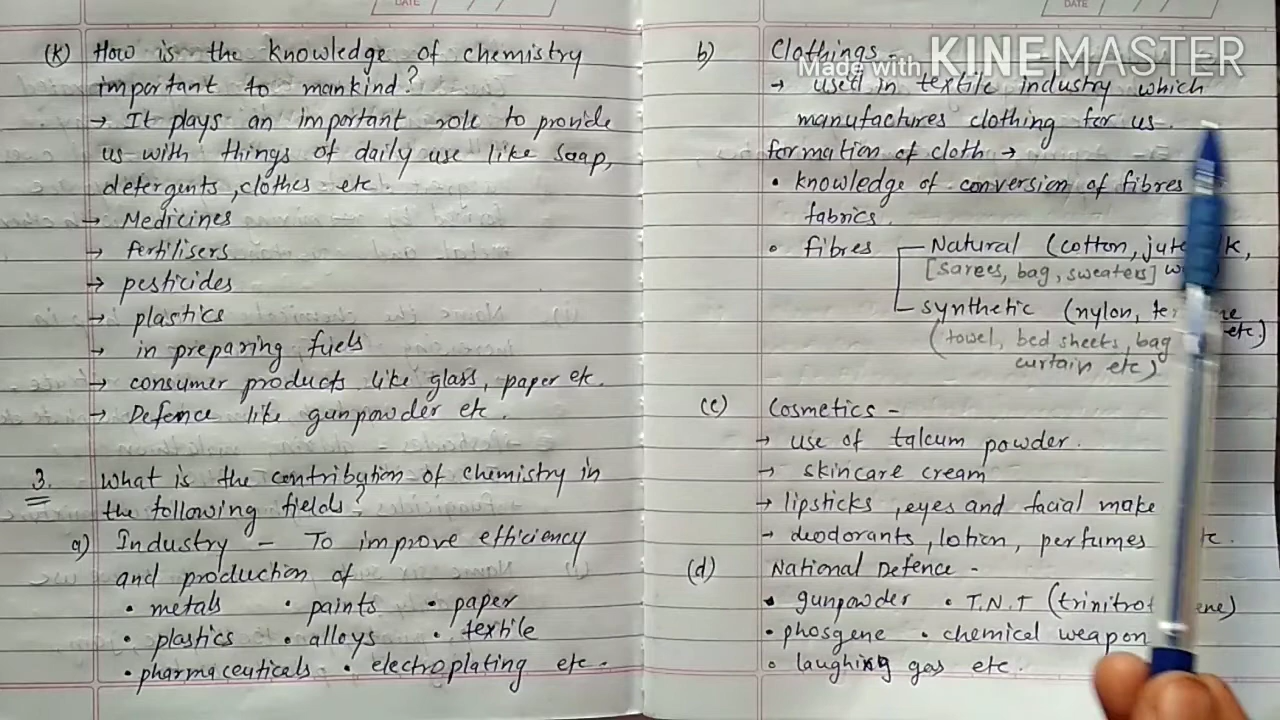 DATE
(K) How is the knowledge of chemistry
important to mankind?
→ It plays an important role to provide
us with things of daily use like soap,
detergents, clothes etc.
→ Medicines
→ fertilisers
→ pesticides
→ plastics
→ in preparing fuels
→ consumer products like glass, paper etc.
→ Defence like gunpowder etc.
3. What is the contribution of chemistry in
the following fields?
a) Industry - To improve efficiency
and production of
• metals • paints • paper
• plastics • alloys • textile
• pharmaceuticals • electroplating etc.
DATE
Made with KINEMASTER
b) Clothings -
→ used in textile industry which
manufactures clothing for us.
formation of cloth →
• knowledge of conversion of fibres
fabrics.
• fibres Natural (cotton, jute
[sarees, bag, sweaters]
synthetic (nylon,
etc.)
(towel, bed sheets, bag
curtain etc)
(c) Cosmetics -
→ use of talcum powder.
→ skincare cream
→ lipsticks, eyes and facial make
→ deodorants, lotion, perfumes
(d) National Defence -
• gunpowder • T.N.T
• phosgene • chemical weapon
• laughing gas etc.